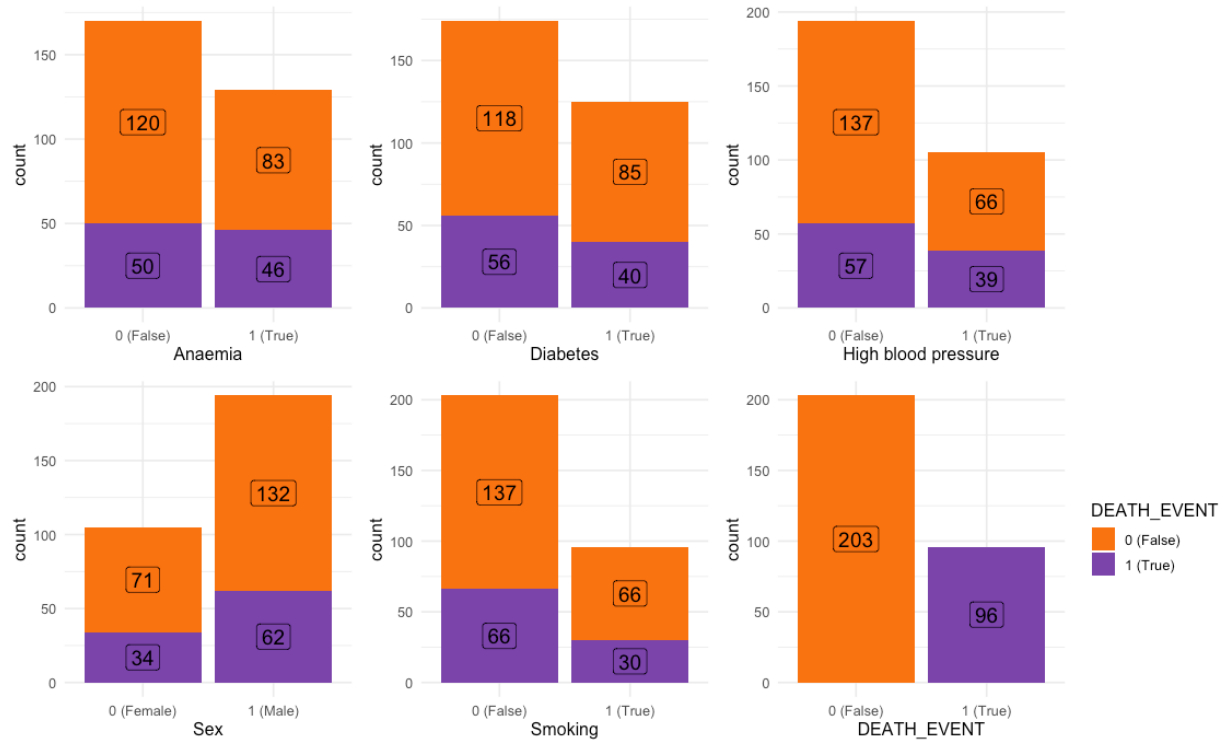 count
150
100
50
0
120
50
83
46
0 (False)
1 (True)
Anaemia
count
150
100
50
0
118
56
85
40
0 (False)
1 (True)
Diabetes
count
200
150
100
50
0
137
57
66
39
0 (False)
1 (True)
High blood pressure
count
200
150
100
50
0
71
34
132
62
0 (Female)
1 (Male)
Sex
count
200
150
100
50
0
137
66
66
30
0 (False)
1 (True)
Smoking
count
200
150
100
50
0
203
96
0 (False)
1 (True)
DEATH_EVENT
DEATH_EVENT
0 (False)
1 (True)